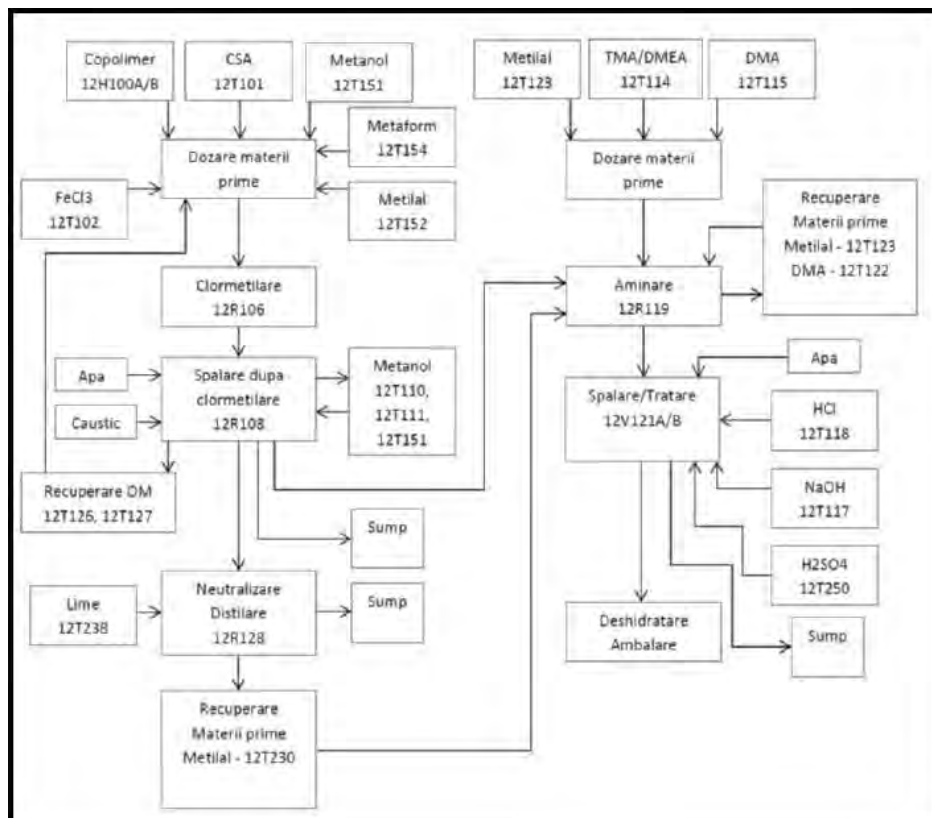 Copolimer
12H100A/B
CSA
12T101
Metanol
12T151
Metilal
12T123
TMA/DMEA
12T114
DMA
12T115
Dozare materii
prime
Metaform
12T154
Dozare materii
prime
FeCl3
12T102
Metilal
12T152
Recuperare
Materii prime
Metilal - 12T123
DMA - 12T122
Clormetilare
12R106
Aminare
12R119
Apa
Spalare dupa
clormetilare
12R108
Metanol
12T110,
12T111,
12T151
Apa
Caustic
Spalare/Tratare
12V121A/B
HCl
12T118
Recuperare DM
12T126, 12T127
NaOH
12T117
Sump
H2SO4
12T250
Lime
12T238
Neutralizare
Distilare
12R128
Sump
Deshidratare
Ambalare
Sump
Recuperare
Materii prime
Metilal - 12T230